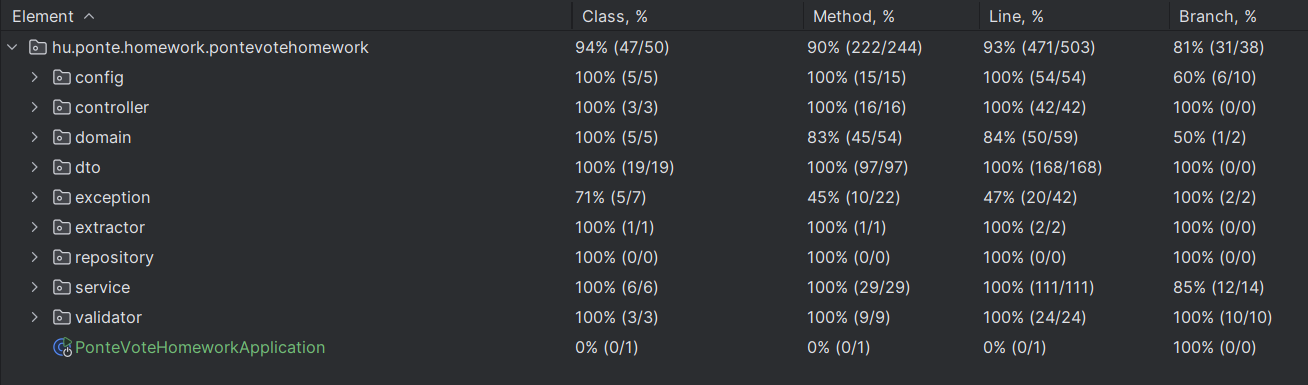 Element Class, % Method, % Line, % Branch, %
hu.ponte.homework.pontevotehomework 94% (47/50) 90% (222/244) 93% (471/503) 81% (31/38)
config 100% (5/5) 100% (15/15) 100% (54/54) 60% (6/10)
controller 100% (3/3) 100% (16/16) 100% (42/42) 100% (0/0)
domain 100% (5/5) 83% (45/54) 84% (50/59) 50% (1/2)
dto 100% (19/19) 100% (97/97) 100% (168/168) 100% (0/0)
exception 71% (5/7) 45% (10/22) 47% (20/42) 100% (2/2)
extractor 100% (1/1) 100% (1/1) 100% (2/2) 100% (0/0)
repository 100% (0/0) 100% (0/0) 100% (0/0) 100% (0/0)
service 100% (6/6) 100% (29/29) 100% (111/111) 85% (12/14)
validator 100% (3/3) 100% (9/9) 100% (24/24) 100% (10/10)
PonteVoteHomeworkApplication 0% (0/1) 0% (0/1) 0% (0/1) 100% (0/0)